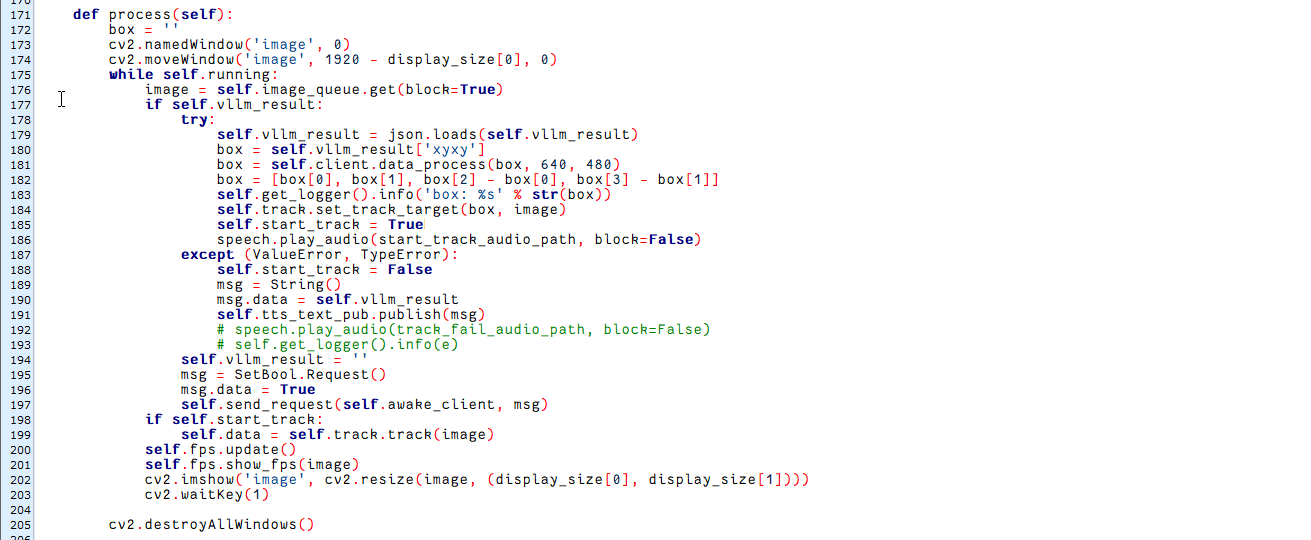 171 def process(self):
172 box = ''
173 cv2.namedWindow('image', 0)
174 cv2.moveWindow('image', 1920 - display_size[0], 0)
175 while self.running:
176 image = self.image_queue.get(block=True)
177 if self.vllm_result:
178 try:
179 self.vllm_result = json.loads(self.vllm_result)
180 box = self.vllm_result['xyxy']
181 box = self.client.data_process(box, 640, 480)
182 box = [box[0], box[1], box[2] - box[0], box[3] - box[1]]
183 self.get_logger().info('box: %s' % str(box))
184 self.track.set_track_target(box, image)
185 self.start_track = True
186 speech.play_audio(start_track_audio_path, block=False)
187 except (ValueError, TypeError):
188 self.start_track = False
189 msg = String()
190 msg.data = self.vllm_result
191 self.tts_text_pub.publish(msg)
192 # speech.play_audio(track_fail_audio_path, block=False)
193 # self.get_logger().info(e)
194 self.vllm_result = ''
195 msg = SetBool.Request()
196 msg.data = True
197 self.send_request(self.awake_client, msg)
198 if self.start_track:
199 self.data = self.track.track(image)
200 self.fps.update()
201 self.fps.show_fps(image)
202 cv2.imshow('image', cv2.resize(image, (display_size[0], display_size[1])))
203 cv2.waitKey(1)
204
205 cv2.destroyAllWindows()